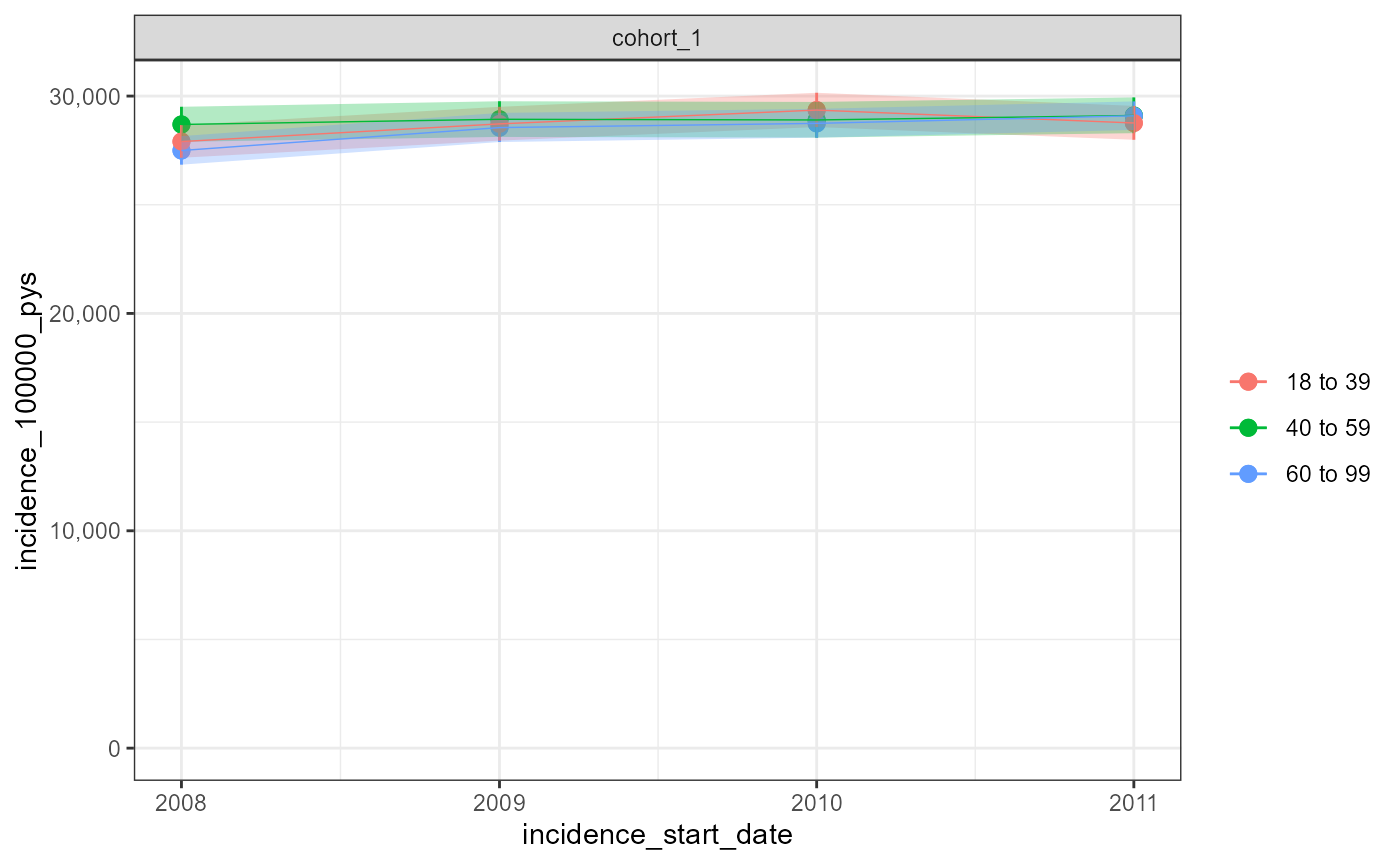 cohort_1
incidence_100000_pys
30,000
20,000
10,000
0
2008
2009
2010
2011
incidence_start_date
18 to 39
40 to 59
60 to 99